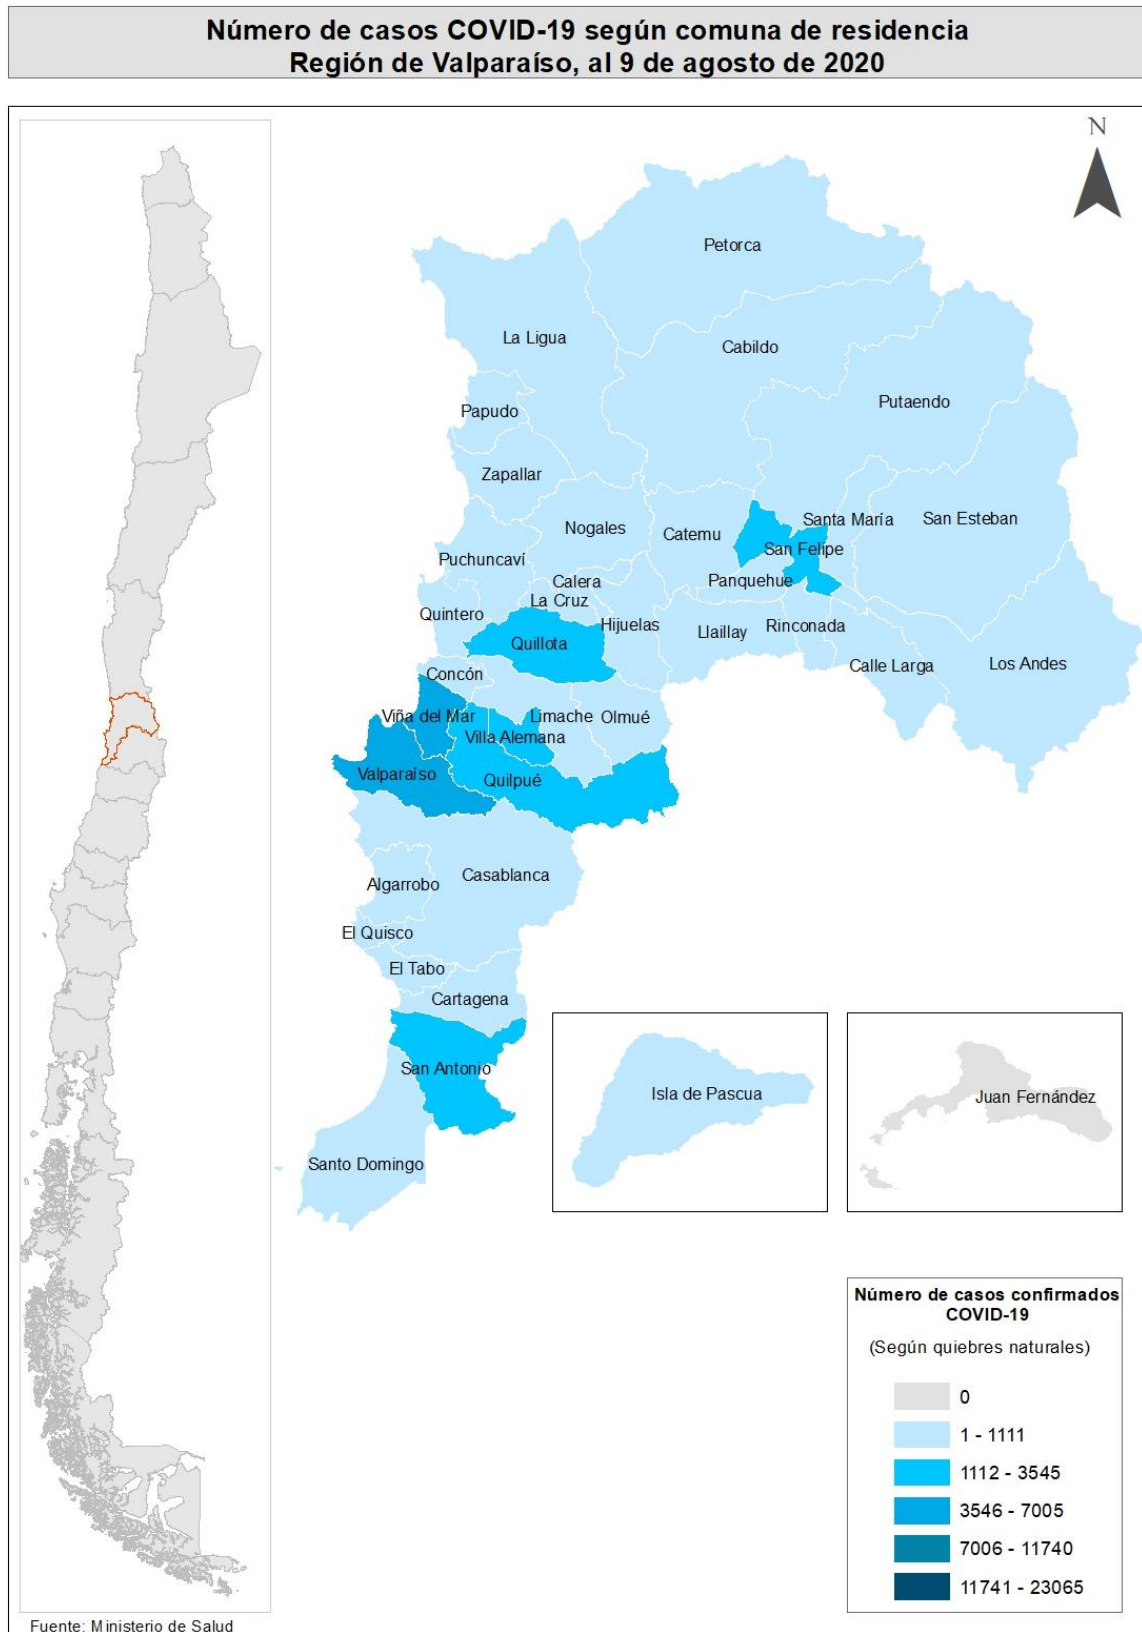 Número de casos COVID-19 según comuna de residencia
Región de Valparaíso, al 9 de agosto de 2020
N
Petorca
La Ligua
Cabildo
Putaendo
Papudo
Zapallar
Nogales
Catemu
Santa María
San Esteban
San Felipe
Puchuncaví
Calera
Panquehue
La Cruz
Quintero
Hijuelas
Llaillay
Rinconada
Quillota
Calle Larga
Los Andes
Concón
Viña del Mar
Limache
Olmué
Villa Alemana
Valparaíso
Quilpué
Casablanca
Algarrobo
El Quisco
El Tabo
Cartagena
San Antonio
Isla de Pascua
Juan Fernández
Santo Domingo
Número de casos confirmados
COVID-19
(Según quiebres naturales)
0
1 - 1111
1112 - 3545
3546 - 7005
7006 - 11740
11741 - 23065
Fuente: Ministerio de Salud